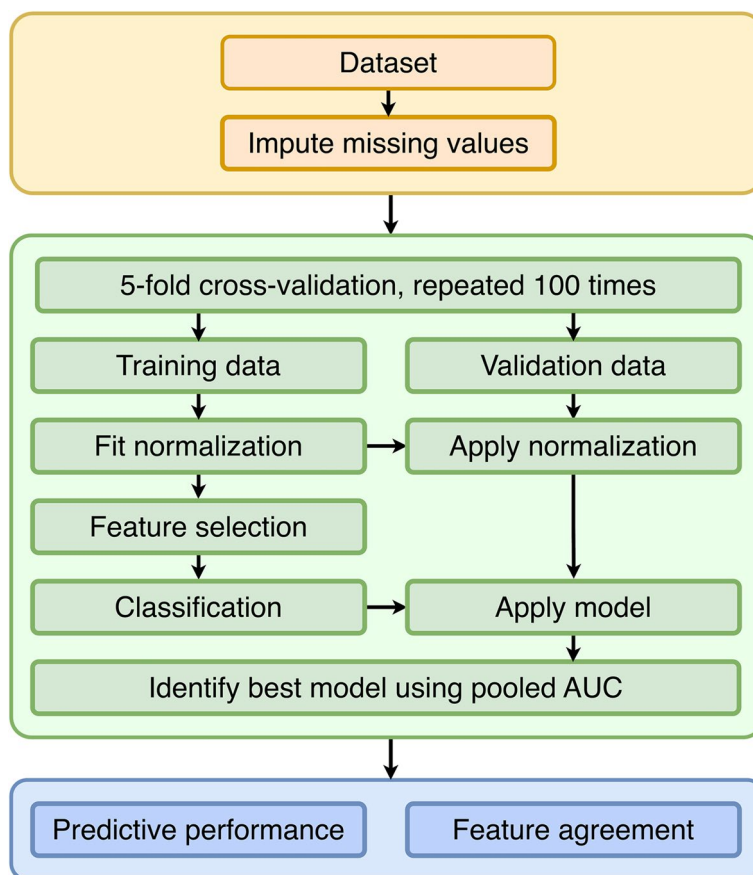 Dataset
Impute missing values
5-fold cross-validation, repeated 100 times
Training data
Validation data
Fit normalization
Apply normalization
Feature selection
Classification
Apply model
Identify best model using pooled AUC
Predictive performance
Feature agreement